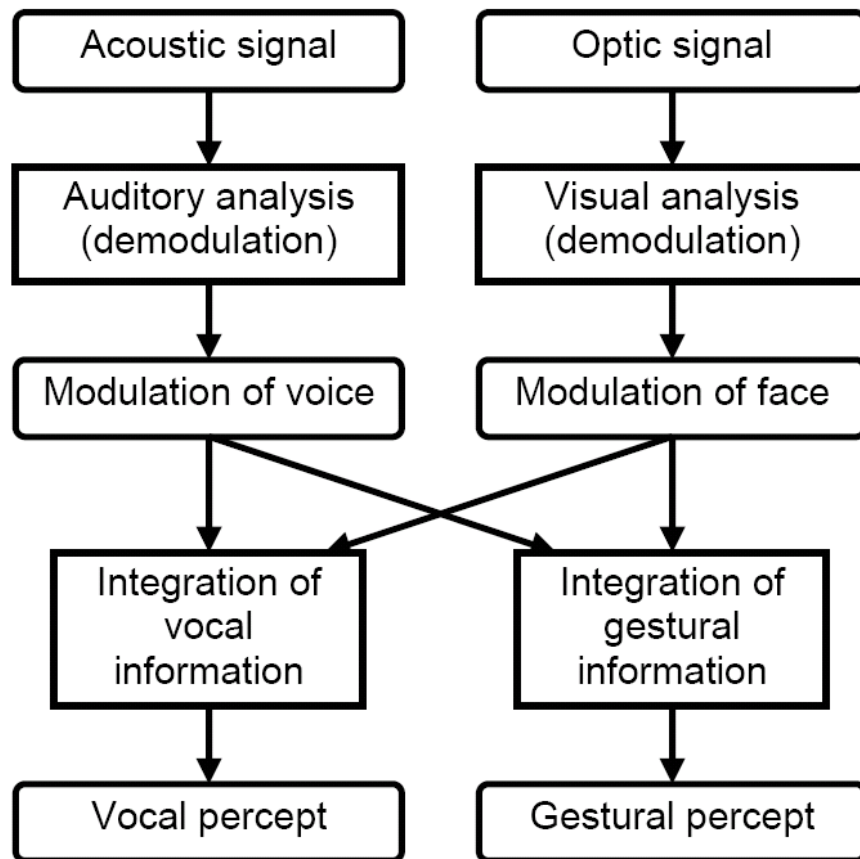 Acoustic signal
Optic signal
Auditory analysis
(demodulation)
Visual analysis
(demodulation)
Modulation of voice
Modulation of face
Integration of
vocal
information
Integration of
gestural
information
Vocal percept
Gestural percept